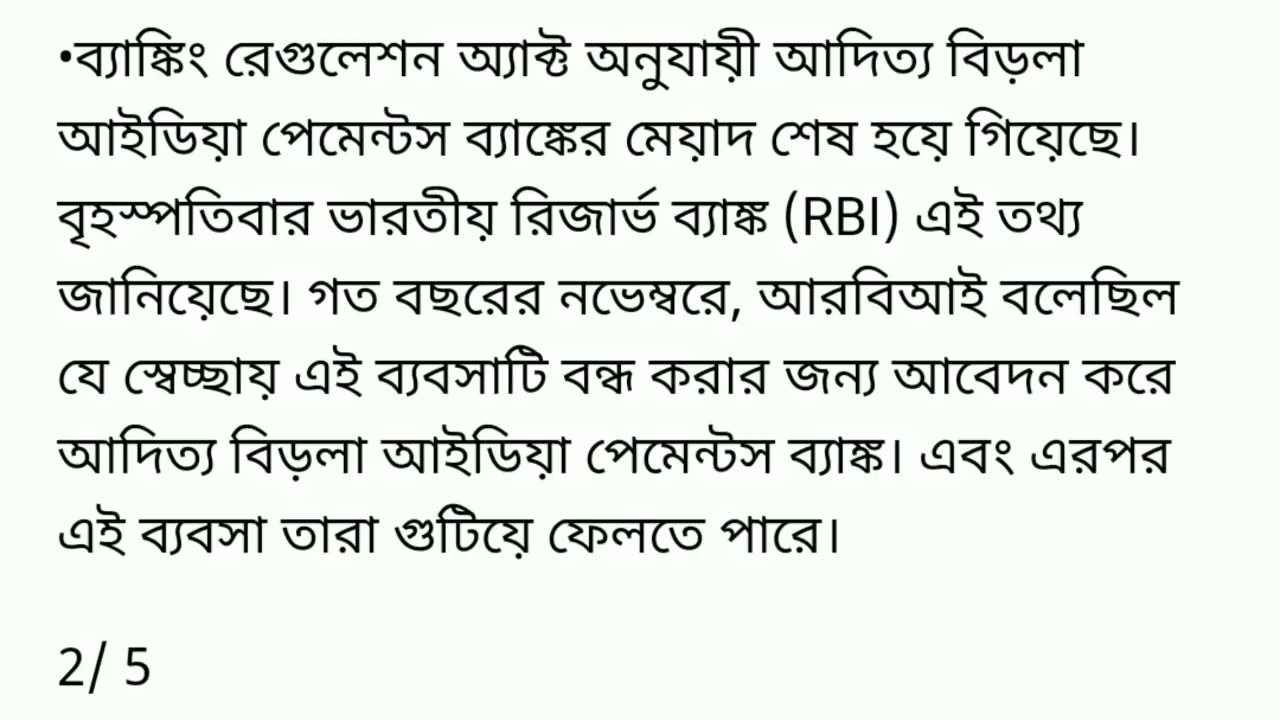 •ব্যাঙ্কিং রেগুলেশন অ্যাক্ট অনুযায়ী আদিত্য বিড়লা
আইডিয়া পেমেন্টস ব্যাঙ্কের মেয়াদ শেষ হয়ে গিয়েছে।
বৃহস্পতিবার ভারতীয় রিজার্ভ ব্যাঙ্ক (RBI) এই তথ্য
জানিয়েছে। গত বছরের নভেম্বরে, আরবিআই বলেছিল
যে স্বেচ্ছায় এই ব্যবসাটি বন্ধ করার জন্য আবেদন করে
আদিত্য বিড়লা আইডিয়া পেমেন্টস ব্যাঙ্ক। এবং এরপর
এই ব্যবসা তারা গুটিয়ে ফেলতে পারে।
2/ 5